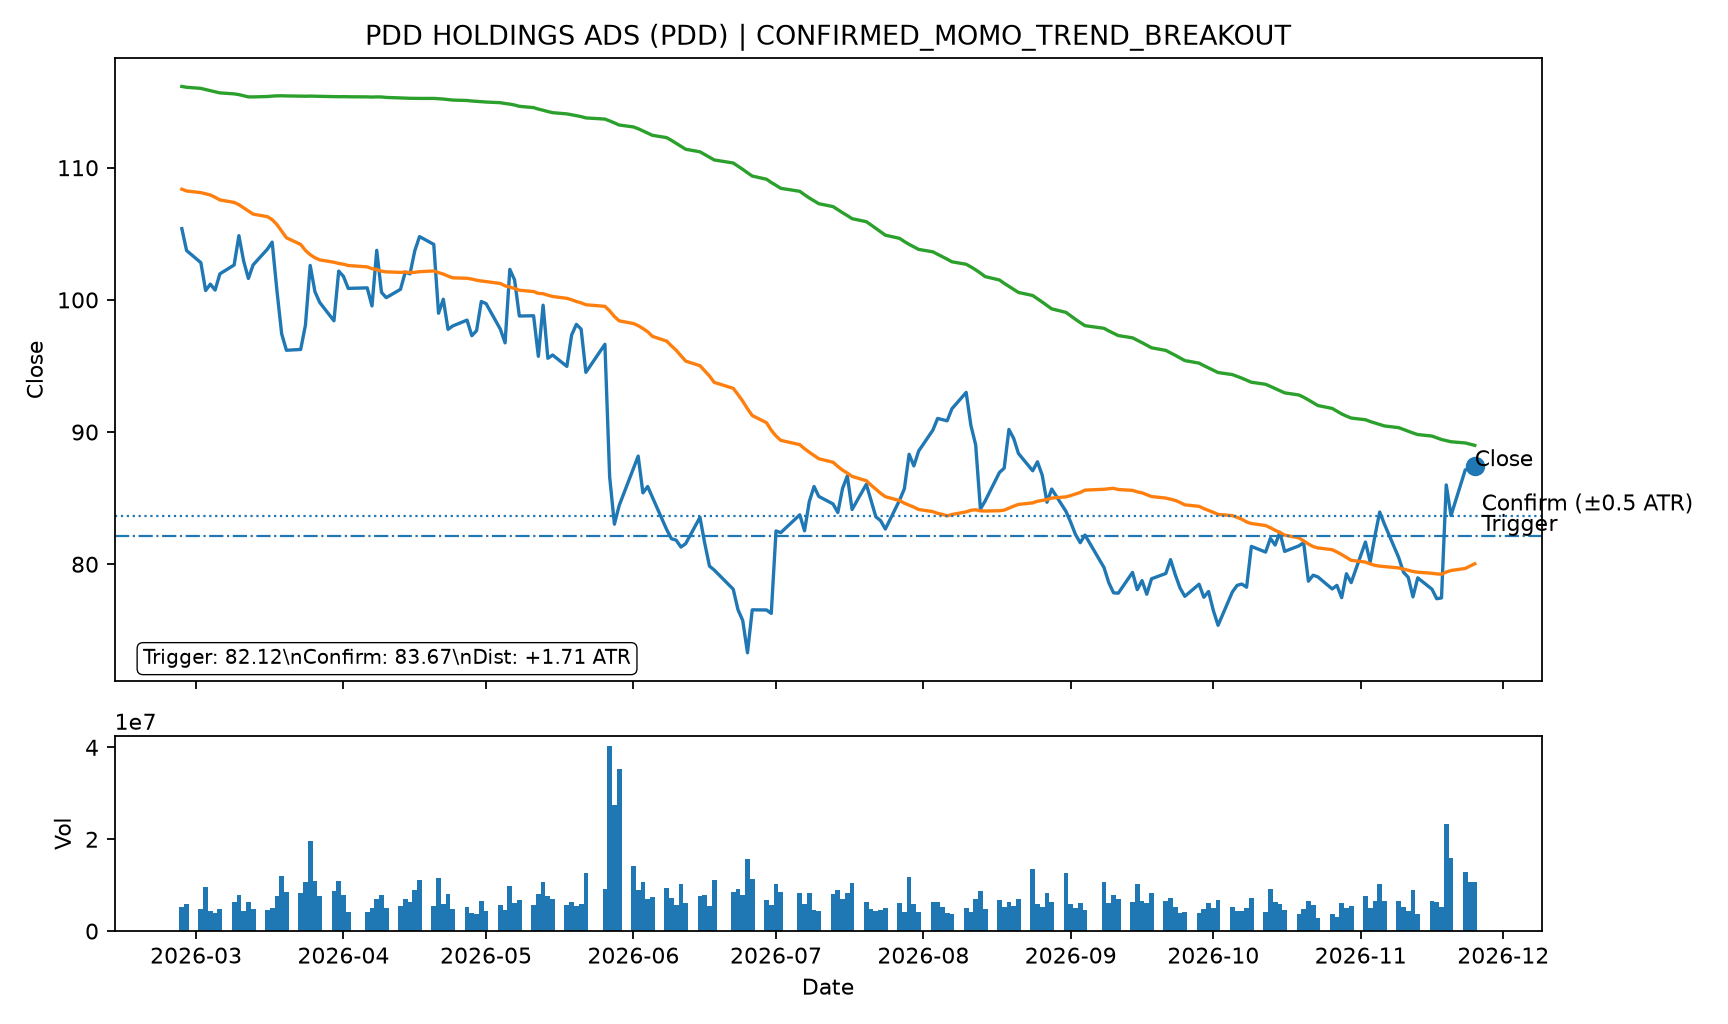 PDD HOLDINGS ADS (PDD) | CONFIRMED_MOMO_TREND_BREAKOUT
Close
110
100
90
80
Close
Confirm (±0.5 ATR)
Trigger
Trigger: 82.12\nConfirm: 83.67\nDist: +1.71 ATR
1e7
Vol
4
2
0
2026-03
2026-04
2026-05
2026-06
2026-07
2026-08
2026-09
2026-10
2026-11
2026-12
Date